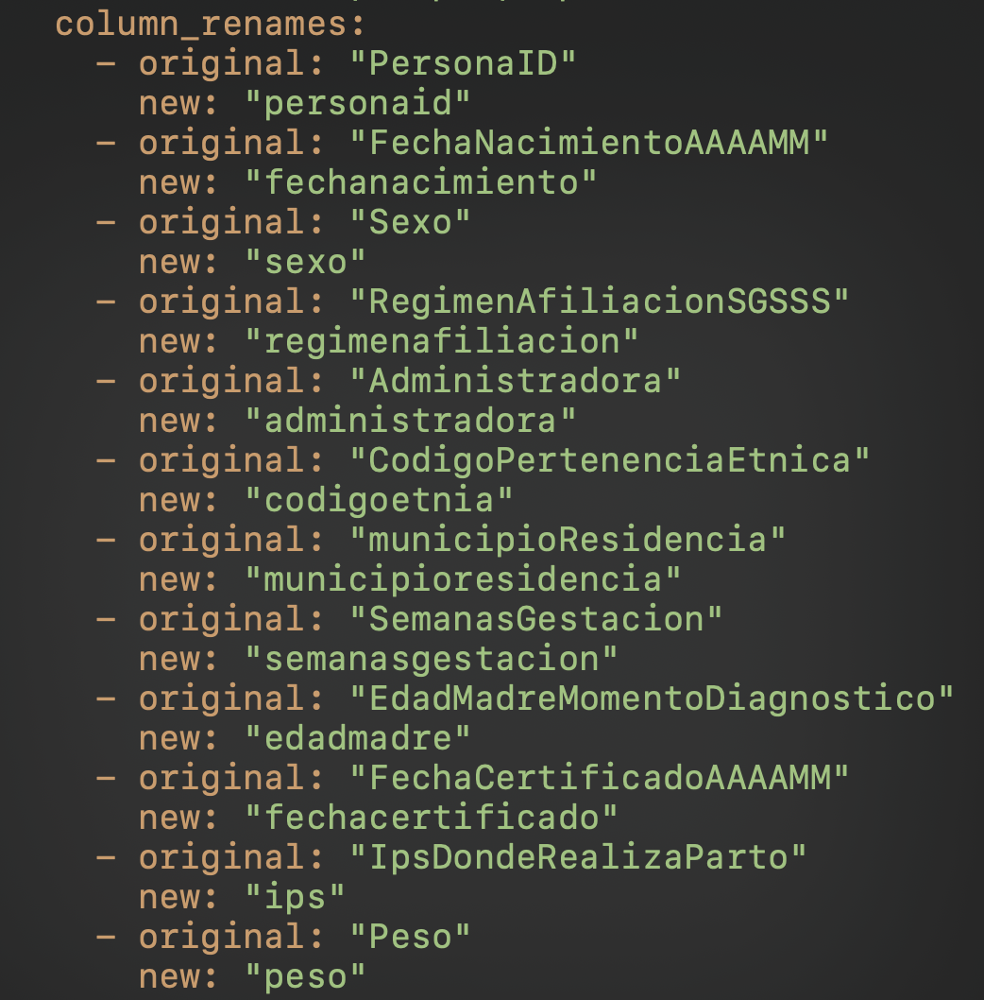 column_renames:
- original: "PersonaID"
new: "personaid"
- original: "FechaNacimientoAAAAMM"
new: "fechanacimiento"
- original: "Sexo"
new: "sexo"
- original: "RegimenAfiliacionSGSSS"
new: "regimenafiliacion"
- original: "Administradora"
new: "administradora"
- original: "CodigoPertenenciaEtnica"
new: "codigoetnia"
- original: "municipioResidencia"
new: "municipioresidencia"
- original: "SemanasGestacion"
new: "semanasgestacion"
- original: "EdadMadreMomentoDiagnostico"
new: "edadmadre"
- original: "FechaCertificadoAAAAMM"
new: "fechacertificado"
- original: "IpsDondeRealizaParto"
new: "ips"
- original: "Peso"
new: "peso"